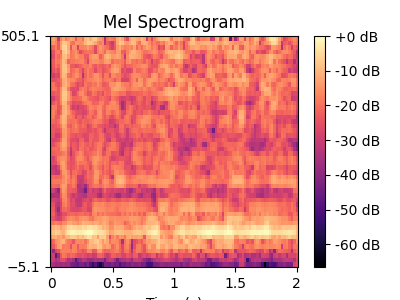 Mel Spectrogram
505.1
−5.1
0
0.5
1
1.5
2
+0 dB
-10 dB
-20 dB
-30 dB
-40 dB
-50 dB
-60 dB